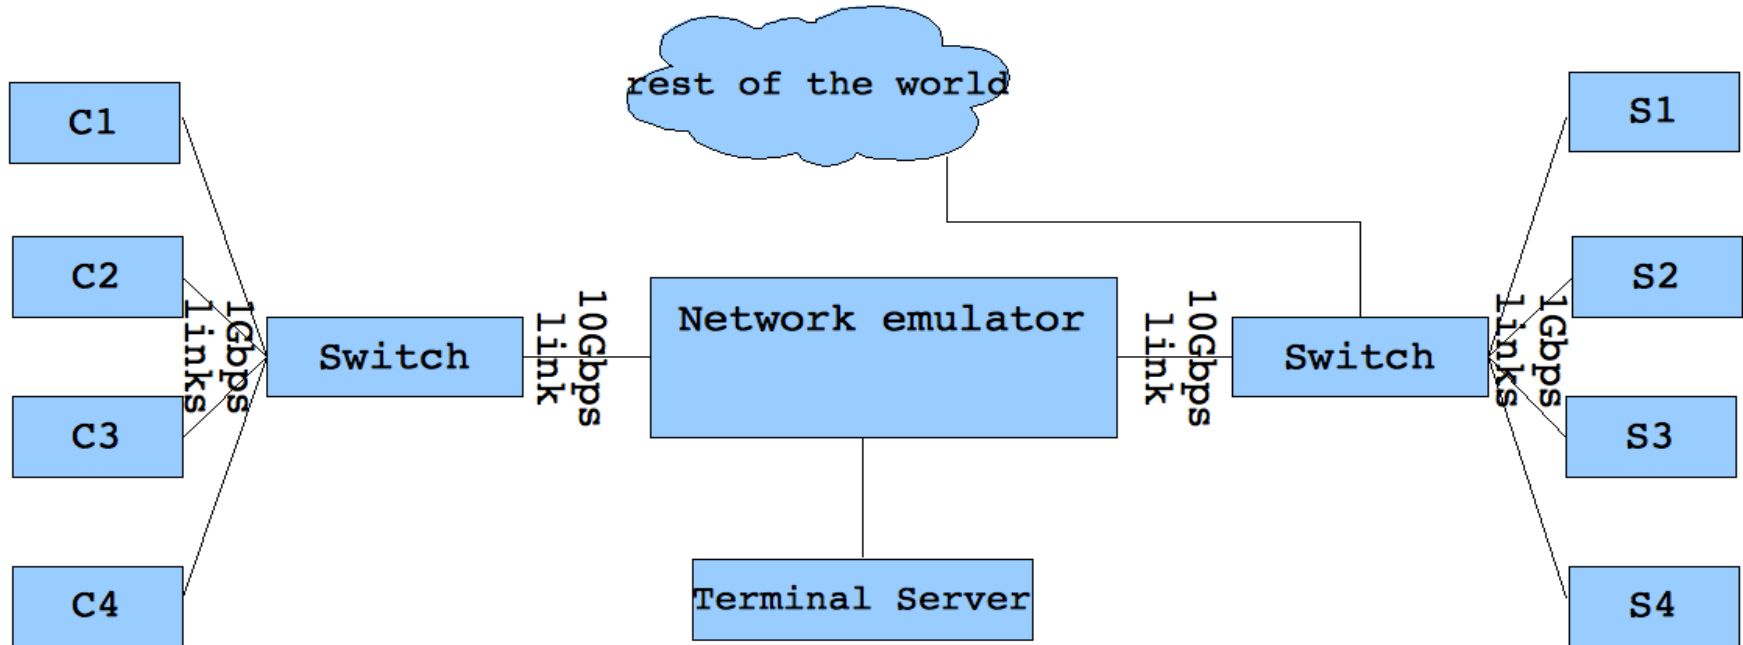 rest of the world
C1
S1
C2
S2
1Gbps
links
10Gbps
link
Network emulator
10Gbps
link
1Gbps
links
Switch
Switch
C3
S3
Terminal Server
C4
S4